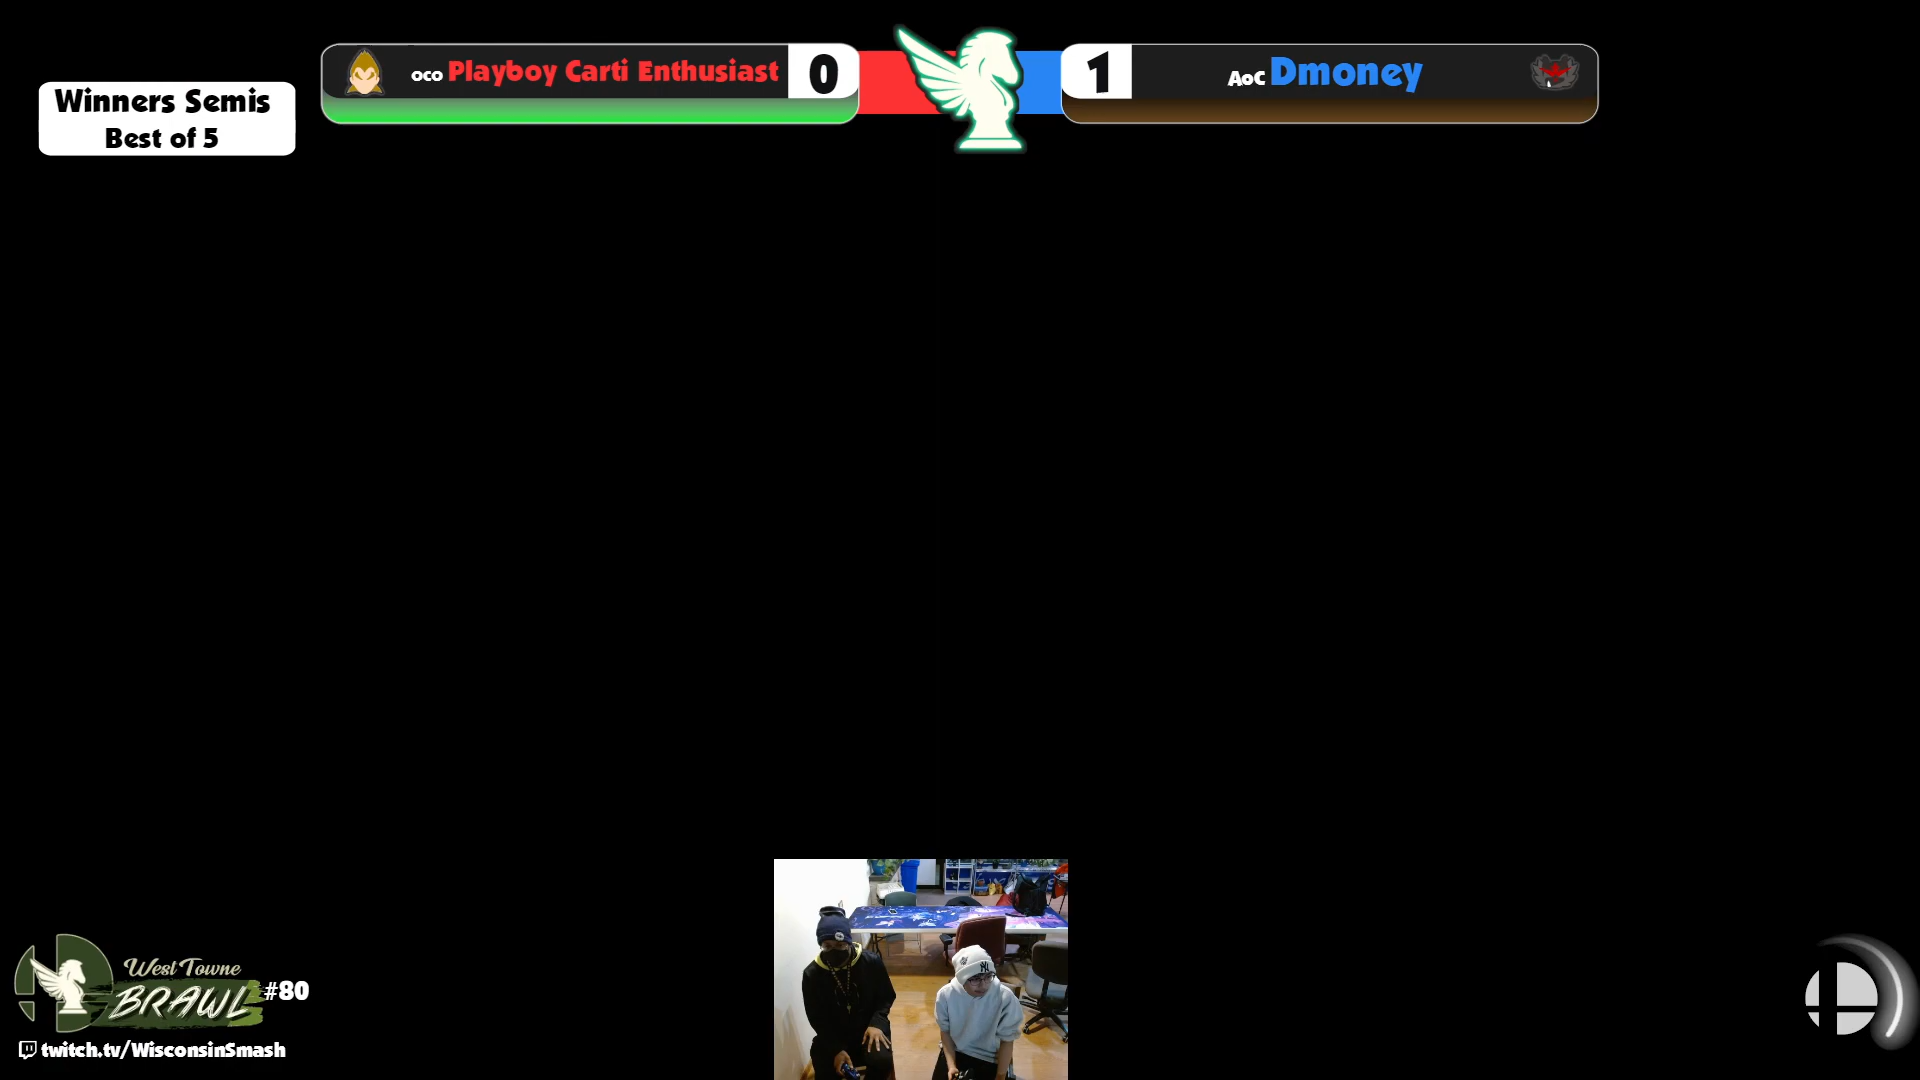 Winners Semis
Best of 5
oco Playboy Carti Enthusiast 0
1 AoC Dmoney
West Towne
BRAWL #80
twitch.tv/WisconsinSmash